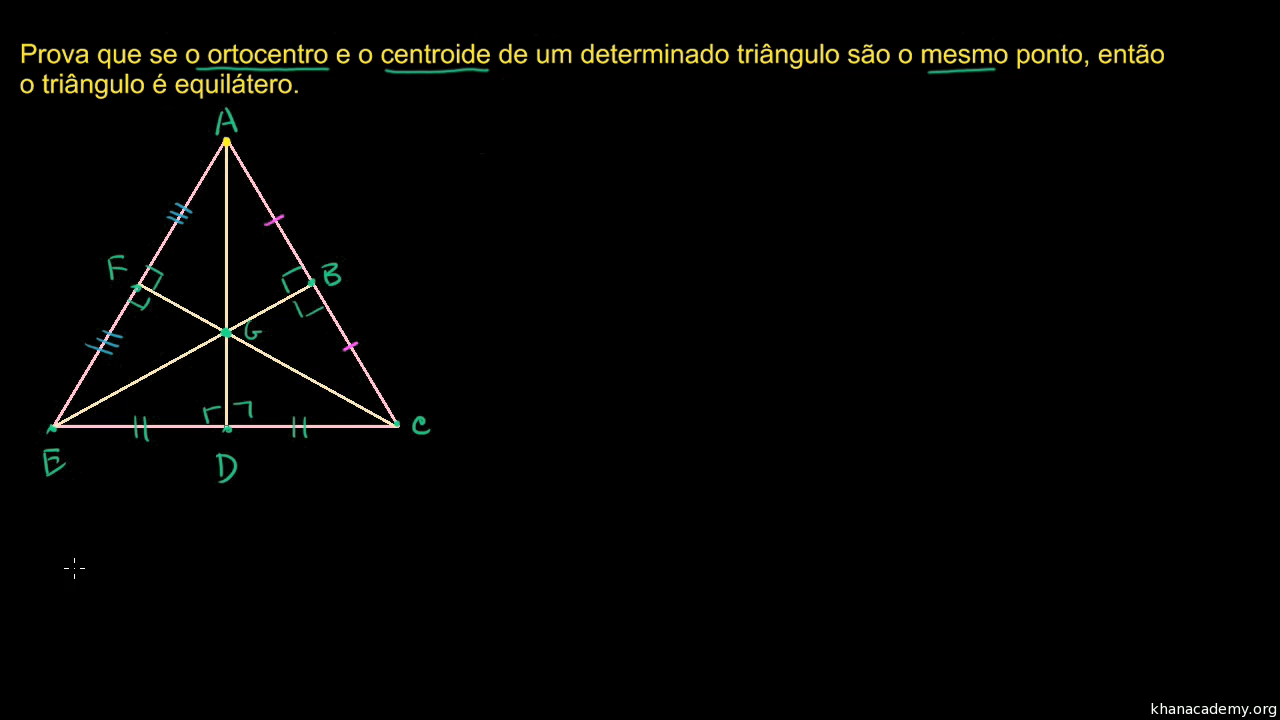 Prova que se o ortocentro e o centroide de um determinado triângulo são o mesmo ponto, então
o triângulo é equilátero.
A
F
B
G
C
E
D
khanacademy.org